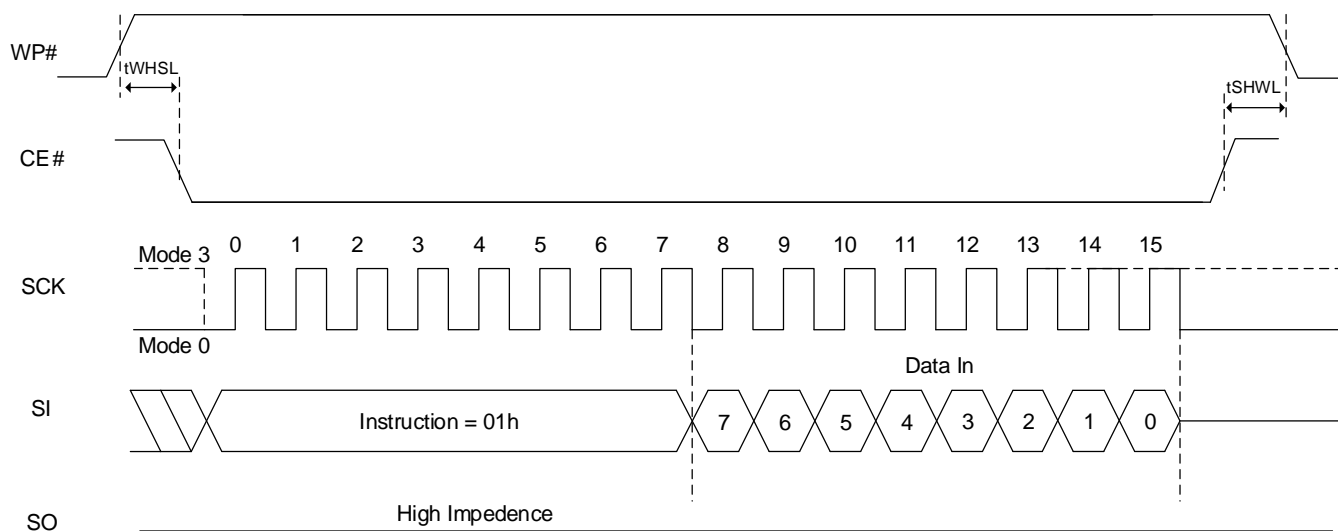 WP#
tWHSL
tSHWL
CE#
0 1 2 3 4 5 6 7 8 9 10 11 12 13 14 15
Mode 3
SCK
Mode 0
Data In
SI
Instruction = 01h
7 6 5 4 3 2 1 0
High Impedence
SO